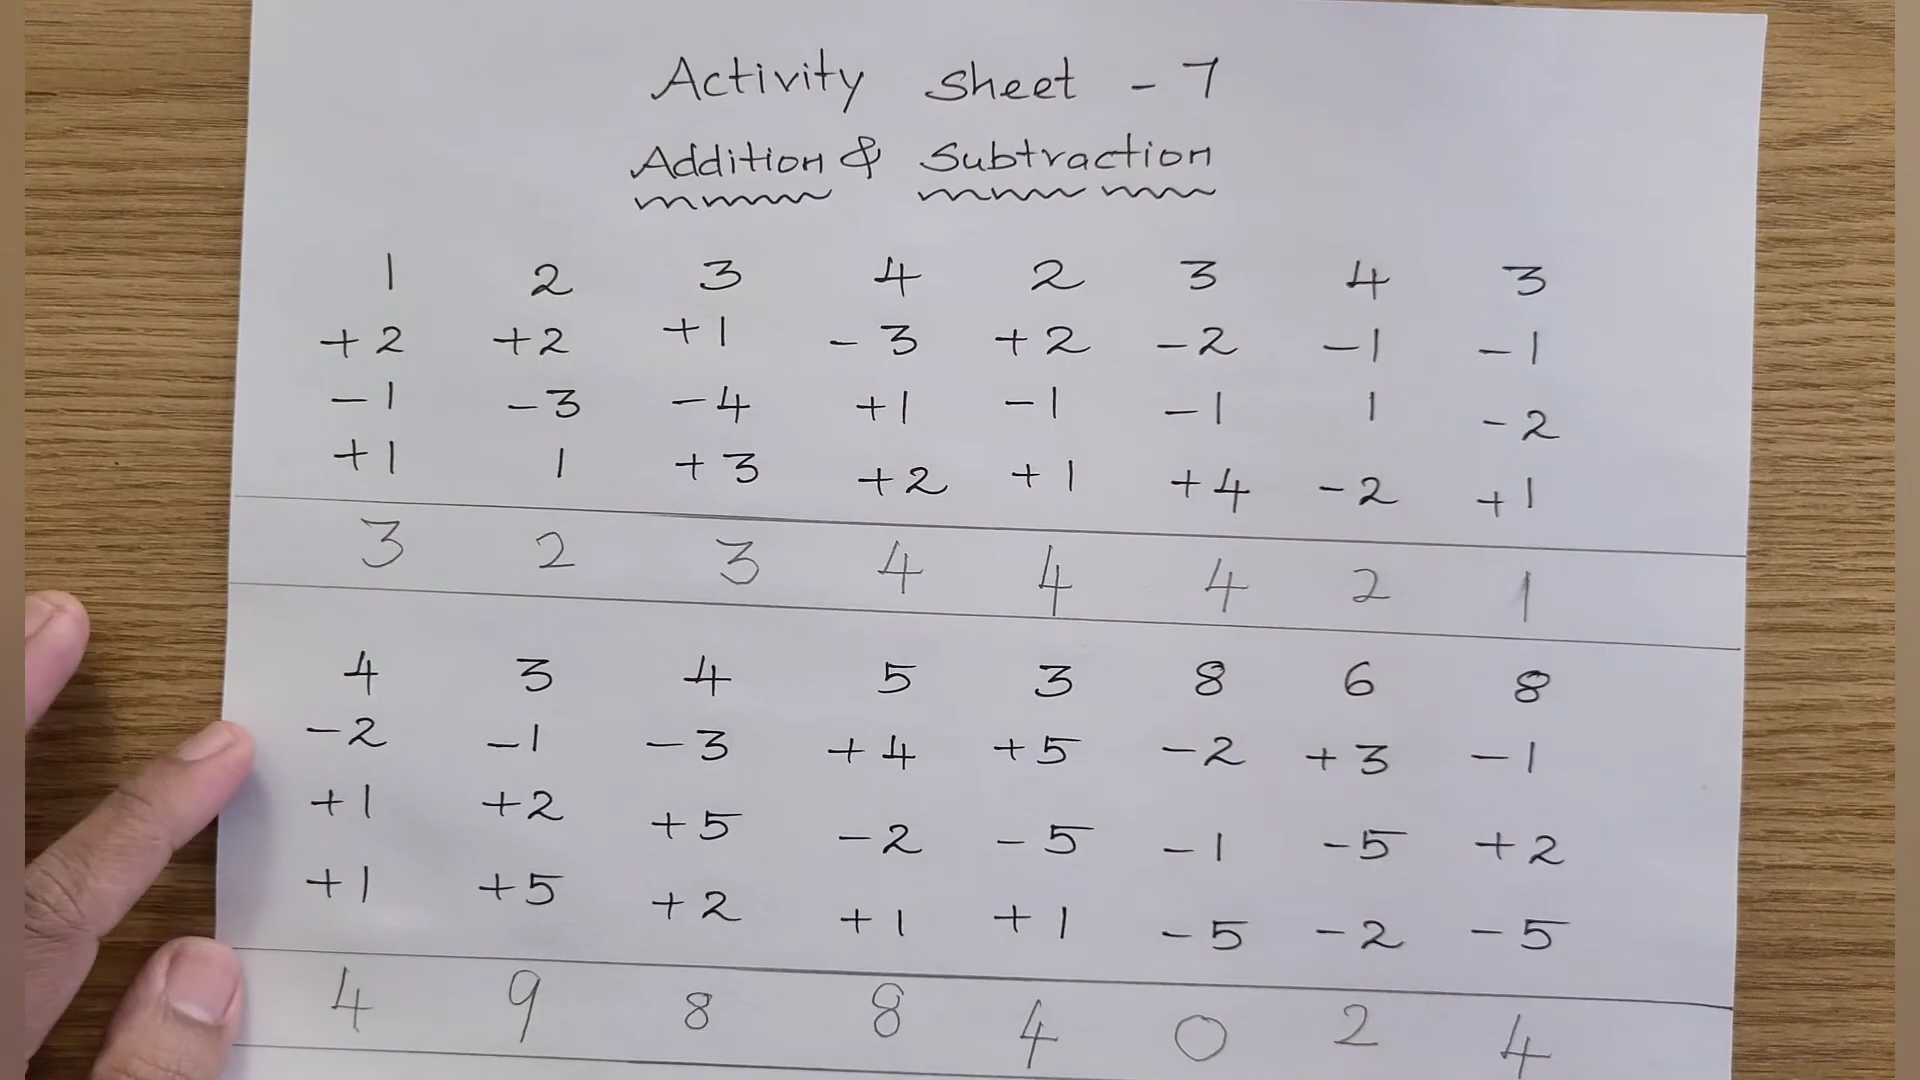 Activity Sheet - 7
Addition & Subtraction
1 2 3 4 2 3 4 3
+2 +2 +1 -3 +2 -2 -1 -1
-1 -3 -4 +1 -1 -1 1 -2
+1 1 +3 +2 +1 +4 -2 +1
3 2 3 4 4 4 2 1
4 3 4 5 3 8 6 8
-2 -1 -3 +4 +5 -2 +3 -1
+1 +2 +5 -2 -5 -1 -5 +2
+1 +5 +2 +1 +1 -5 -2 -5
4 9 8 8 4 0 2 4